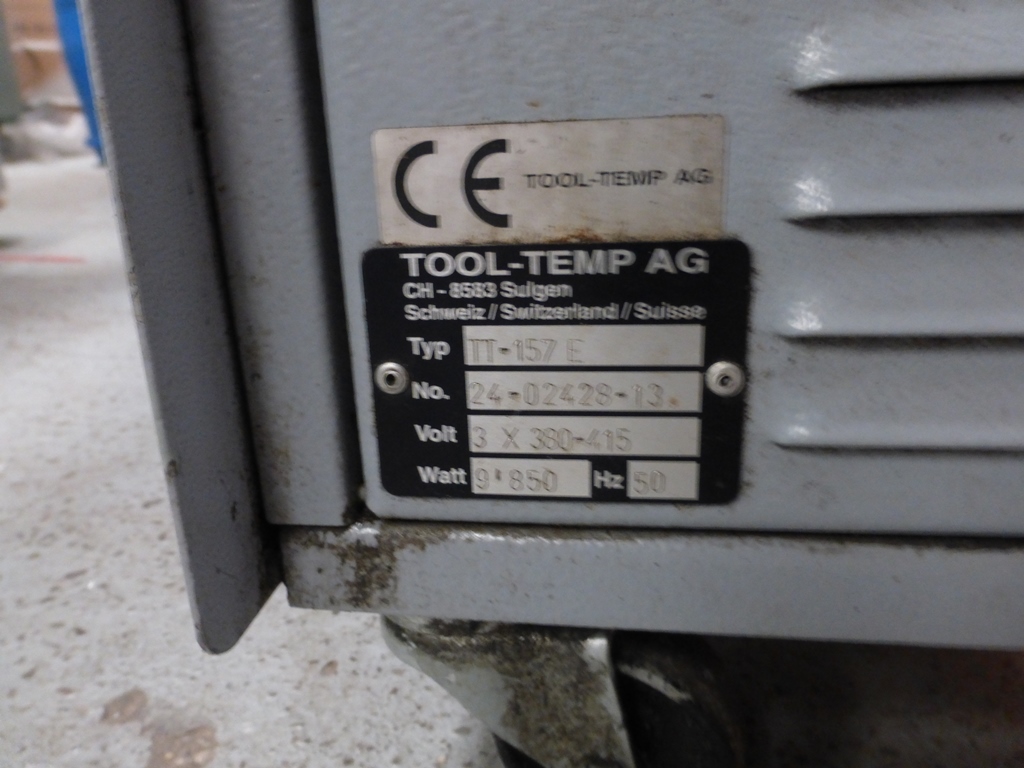 CE TOOL-TEMP AG
TOOL-TEMP AG
CH - 8583 Sulgen
Schweiz / Switzerland / Suisse
Typ TT-157 E
No. 24-02428-13.
Volt 3 X 380-415
Watt 9'850 Hz 50